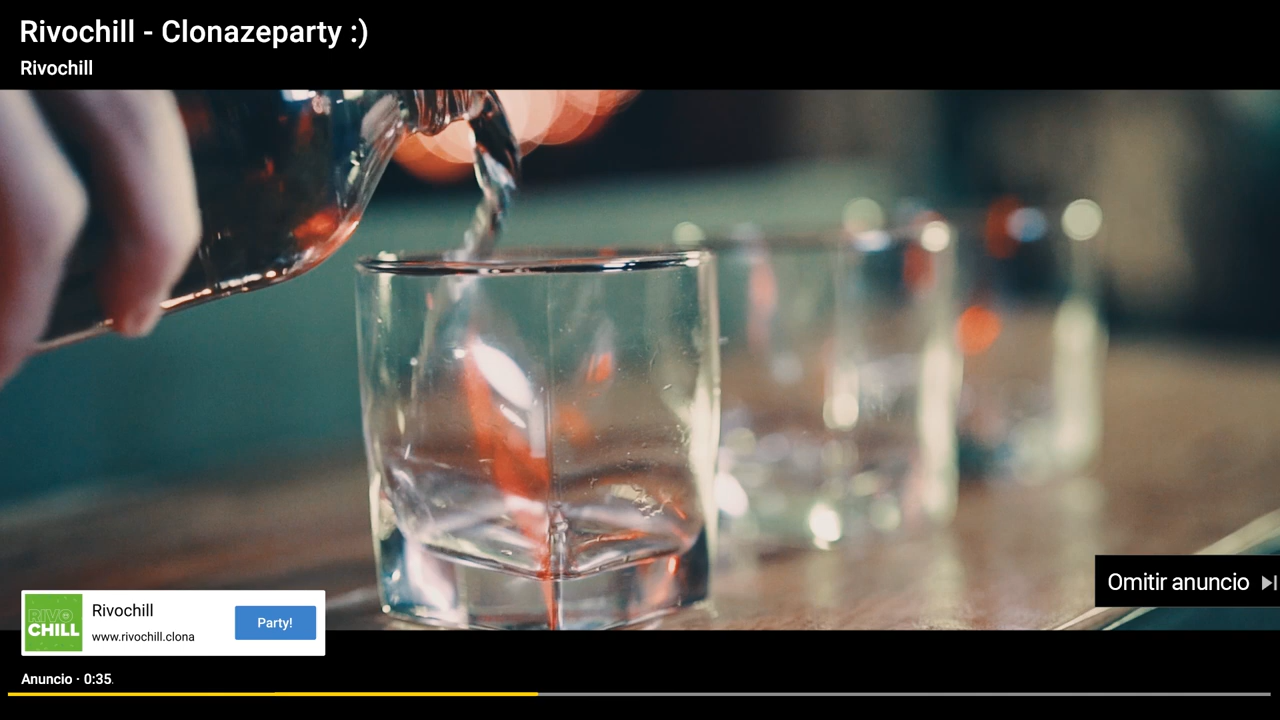 Rivochill - Clonazeparty :)
Rivochill
RIVO
CHILL
Rivochill
www.rivochill.clona
Party!
Omitir anuncio
Anuncio · 0:35